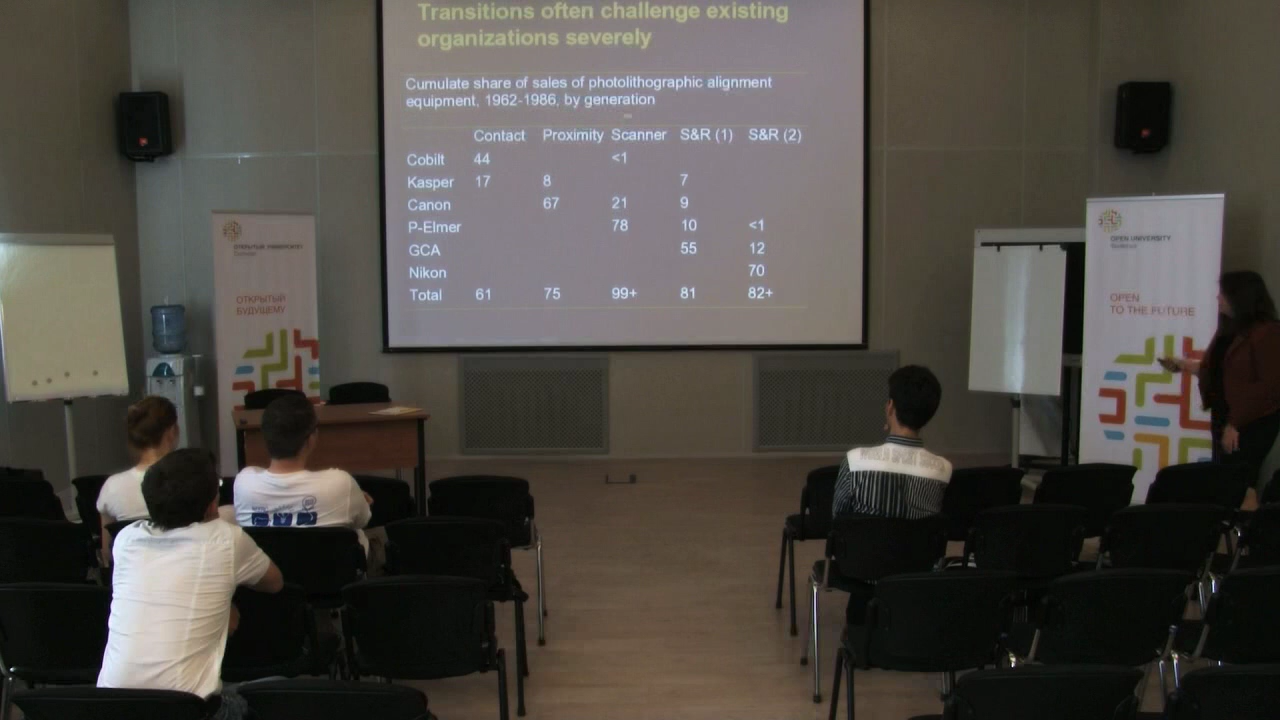 Transitions often challenge existing
organizations severely
Cumulate share of sales of photolithographic alignment
equipment, 1962-1986, by generation
Contact Proximity Scanner S&R (1) S&R (2)
Cobilt 44 <1
Kasper 17 8 7
Canon 67 21 9
P-Elmer 78 10 <1
GCA 55 12
Nikon 70
Total 61 75 99+ 81 82+
ОТКРЫТЫЙ УНИВЕРСИТЕТ
ОТКРЫТЫЙ
БУДУЩЕМУ
OPEN UNIVERSITY
OPEN
TO THE FUTURE